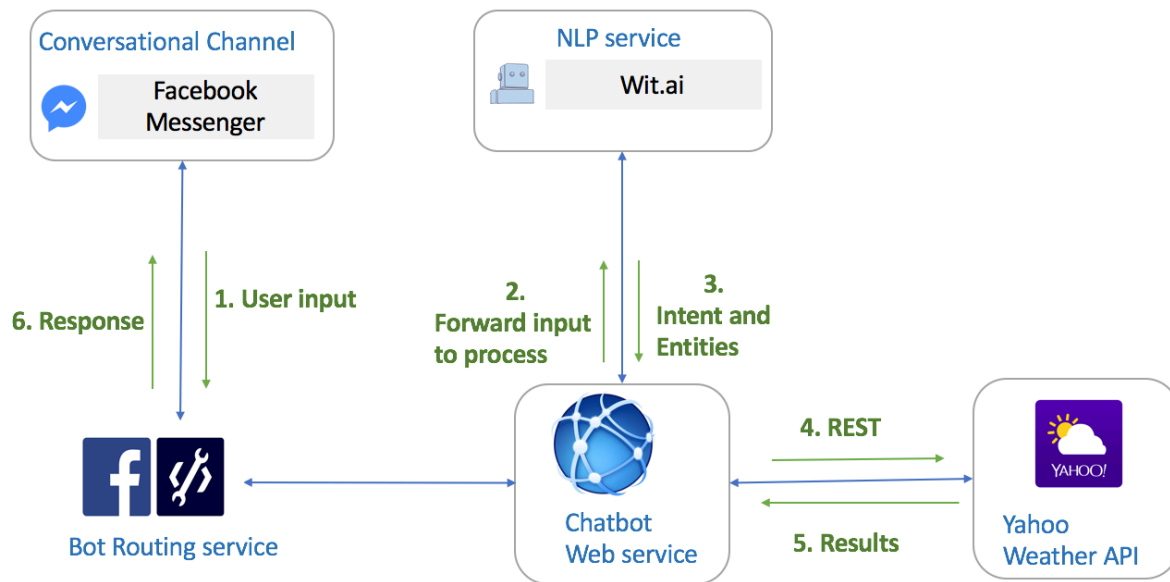 Conversational Channel
Facebook
Messenger
NLP service
Wit.ai
6. Response
1. User input
2.
Forward input
to process
3.
Intent and
Entities
Bot Routing service
Chatbot
Web service
4. REST
5. Results
YAHOO!
Yahoo
Weather API